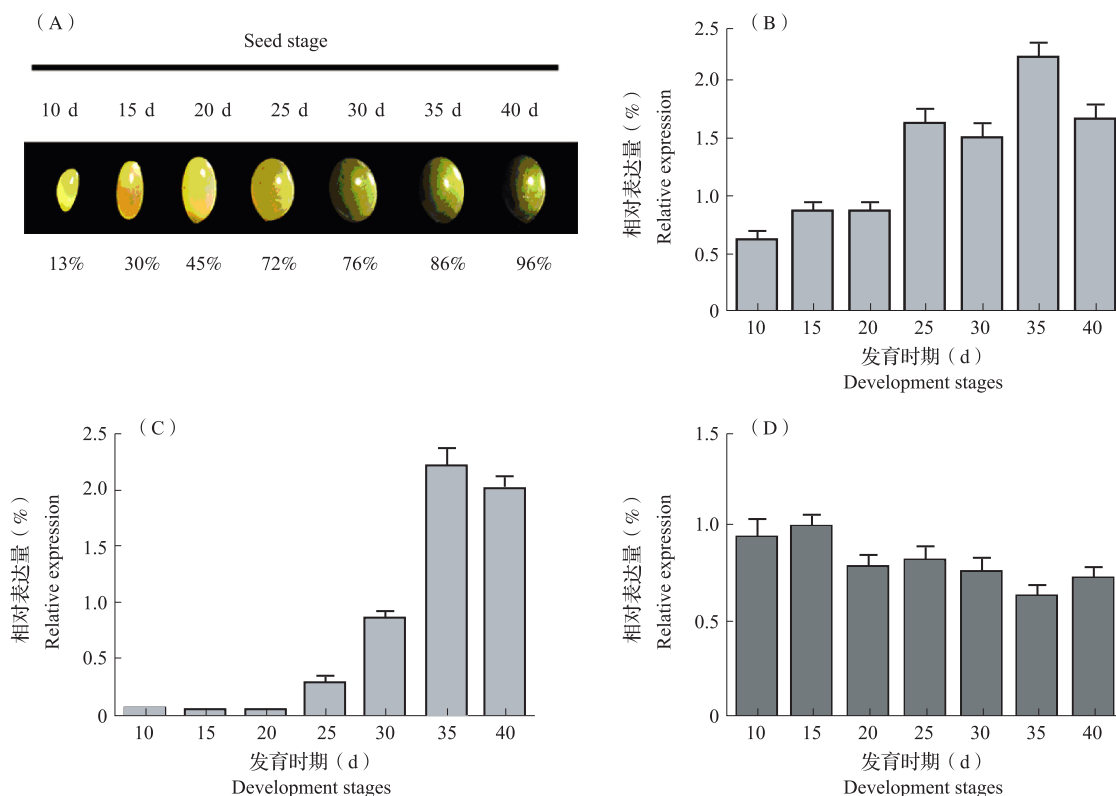 （A）
Seed stage
10 d 15 d 20 d 25 d 30 d 35 d 40 d
13% 30% 45% 72% 76% 86% 96%
（B）
相对表达量（%）
Relative expression
2.5
2.0
1.5
1.0
0.5
0
10 15 20 25 30 35 40
发育时期（d）
Development stages
（C）
相对表达量（%）
Relative expression
2.5
2.0
1.5
1.0
0.5
0
10 15 20 25 30 35 40
发育时期（d）
Development stages
（D）
相对表达量（%）
Relative expression
1.5
1.0
0.5
0
10 15 20 25 30 35 40
发育时期（d）
Development stages